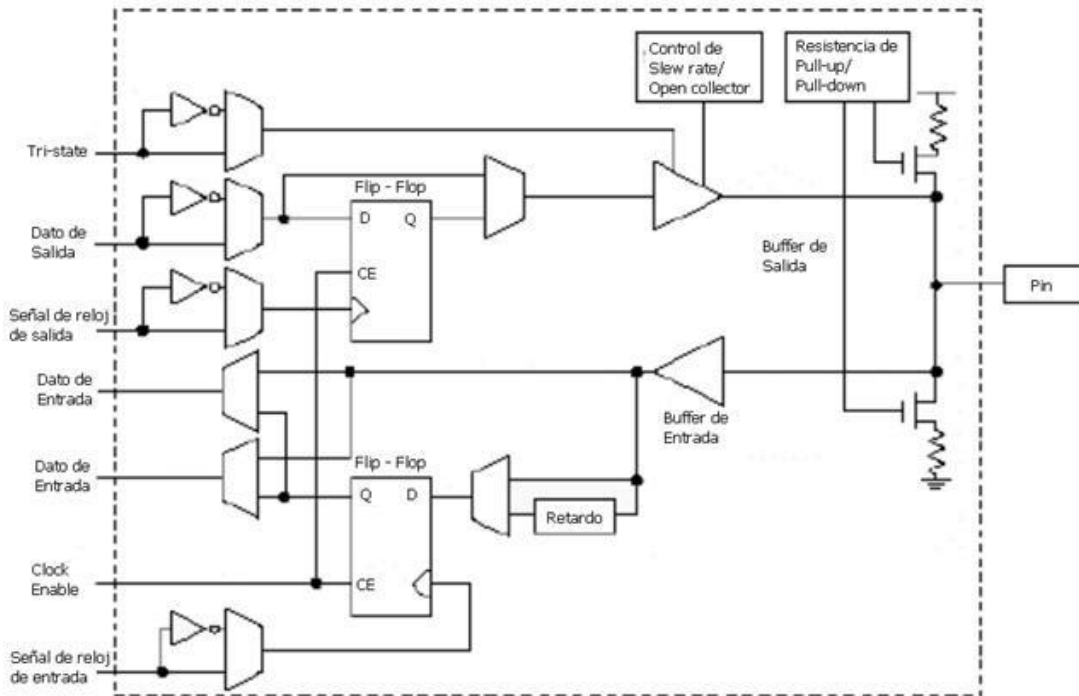 Control de
Slew rate/
Open collector
Resistencia de
Pull-up/
Pull-down
Tri-state
Flip - Flop
D
Q
Dato de
Salida
CE
Buffer de
Salida
Pin
Señal de reloj
de salida
Dato de
Entrada
Buffer de
Entrada
Dato de
Entrada
Flip - Flop
Q
D
Retardo
Clock
Enable
CE
Señal de reloj
de entrada